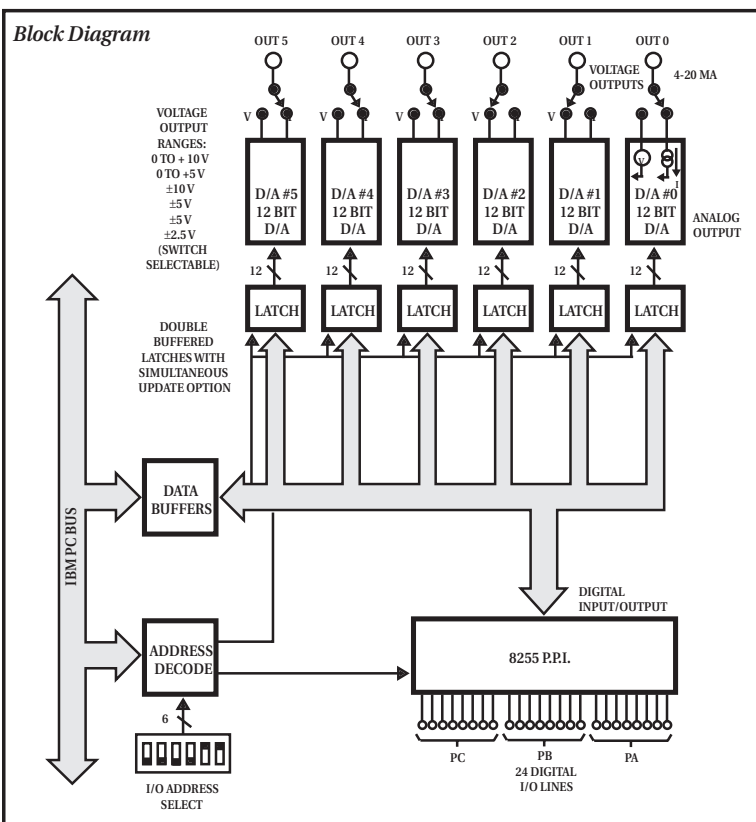 Block Diagram
OUT 5
OUT 4
OUT 3
OUT 2
OUT 1
OUT 0
VOLTAGE
OUTPUTS
4-20 MA
VOLTAGE
OUTPUT
RANGES:
0 TO + 10 V
0 TO +5 V
±10 V
±5 V
±5 V
±2.5 V
(SWITCH
SELECTABLE)
V
I
V
I
V
I
V
I
V
I
V
I
D/A #5
12 BIT
D/A
D/A #4
12 BIT
D/A
D/A #3
12 BIT
D/A
D/A #2
12 BIT
D/A
D/A #1
12 BIT
D/A
D/A #0
12 BIT
D/A
ANALOG
OUTPUT
12
12
12
12
12
12
LATCH
LATCH
LATCH
LATCH
LATCH
LATCH
DOUBLE
BUFFERED
LATCHES WITH
SIMULTANEOUS
UPDATE OPTION
IBM PC BUS
DATA
BUFFERS
ADDRESS
DECODE
6
I/O ADDRESS
SELECT
DIGITAL
INPUT/OUTPUT
8255 P.P.I.
PC
PB
PA
24 DIGITAL
I/O LINES